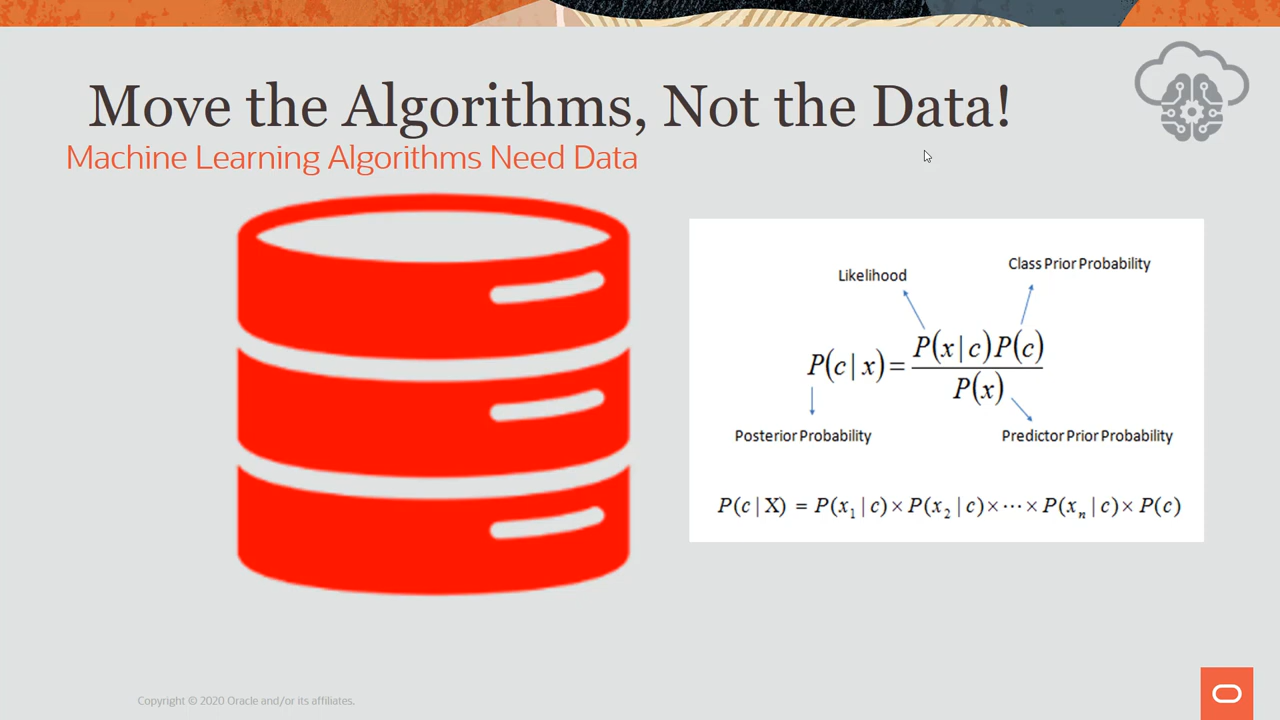 Move the Algorithms, Not the Data!
Machine Learning Algorithms Need Data
Likelihood
Class Prior Probability
P(c | x) = P(x | c)P(c) / P(x)
Posterior Probability
Predictor Prior Probability
P(c | X) = P(x₁ | c) × P(x₂ | c) × ⋯ × P(xₙ | c) × P(c)
Copyright © 2020 Oracle and/or its affiliates.